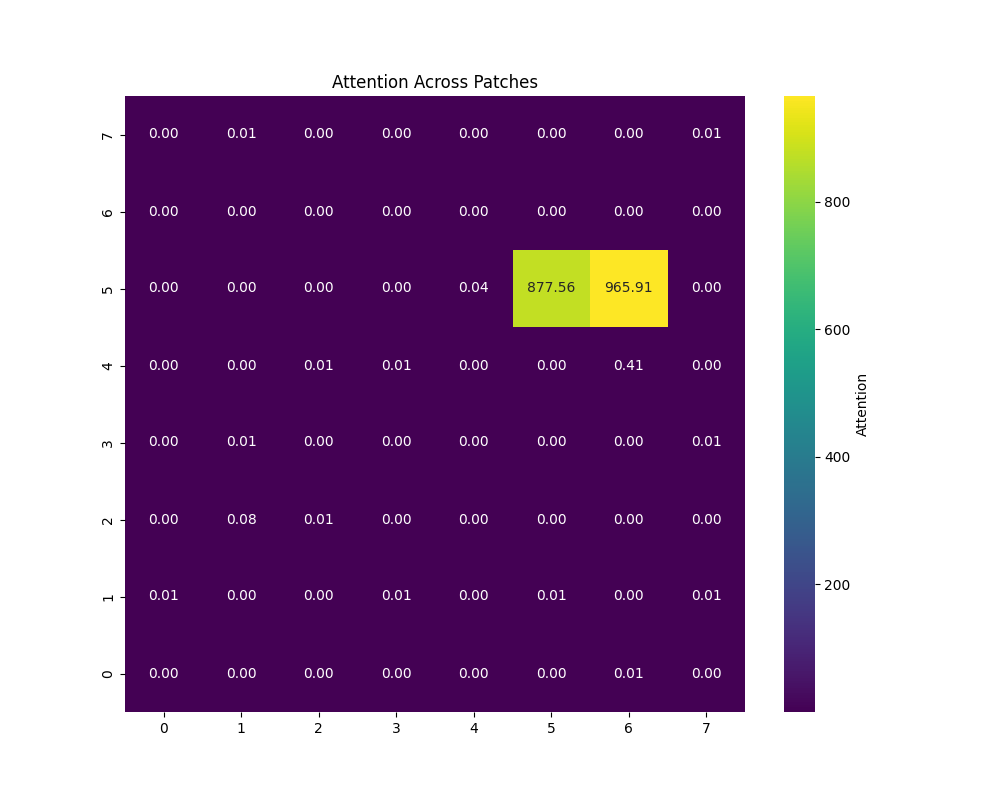 Attention Across Patches
7 0.00 0.01 0.00 0.00 0.00 0.00 0.00 0.01
6 0.00 0.00 0.00 0.00 0.00 0.00 0.00 0.00
5 0.00 0.00 0.00 0.00 0.04 877.56 965.91 0.00
4 0.00 0.00 0.01 0.01 0.00 0.00 0.41 0.00
3 0.00 0.01 0.00 0.00 0.00 0.00 0.00 0.01
2 0.00 0.08 0.01 0.00 0.00 0.00 0.00 0.00
1 0.01 0.00 0.00 0.01 0.00 0.01 0.00 0.01
0 0.00 0.00 0.00 0.00 0.00 0.00 0.01 0.00
0 1 2 3 4 5 6 7
800
600
400
200
Attention